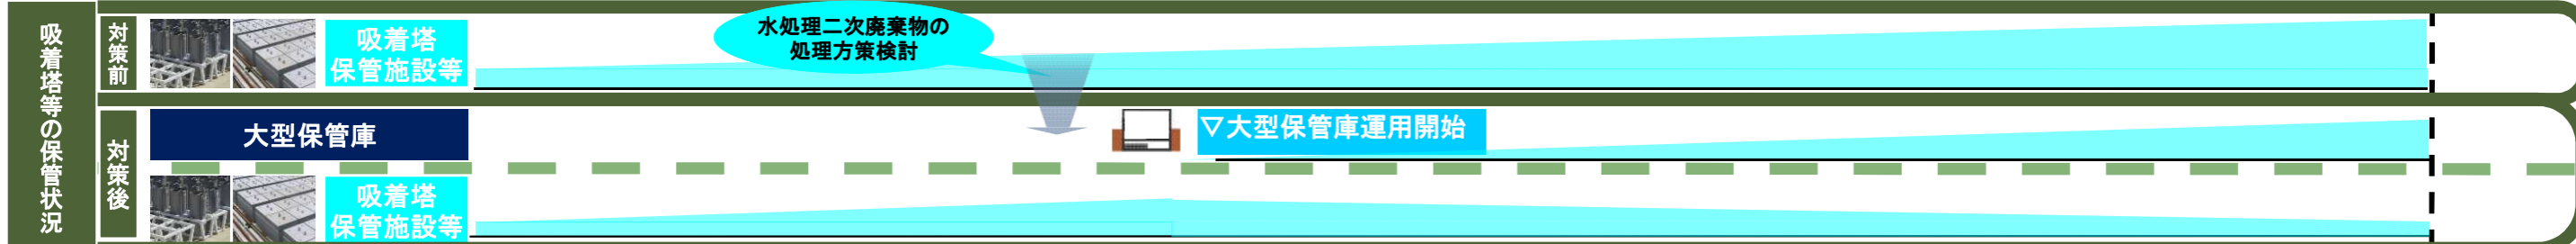 吸着塔等の保管状況
対策前
吸着塔
保管施設等
水処理二次廃棄物の
処理方策検討
対策後
大型保管庫
▽大型保管庫運用開始
吸着塔
保管施設等